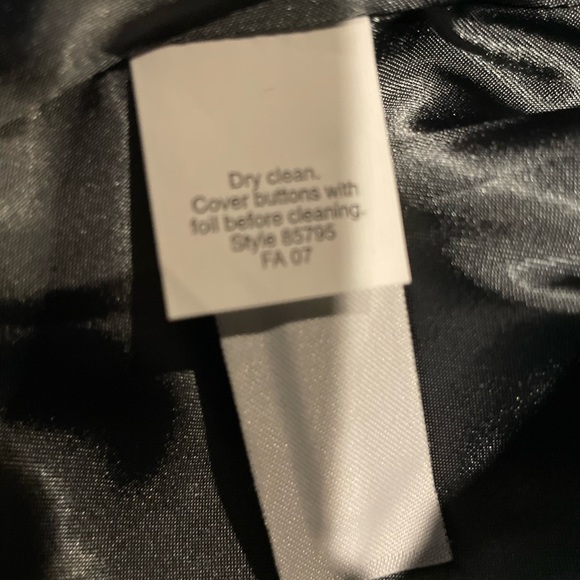 Dry clean.
Cover buttons with
foil before cleaning.
Style 85795
FA 07